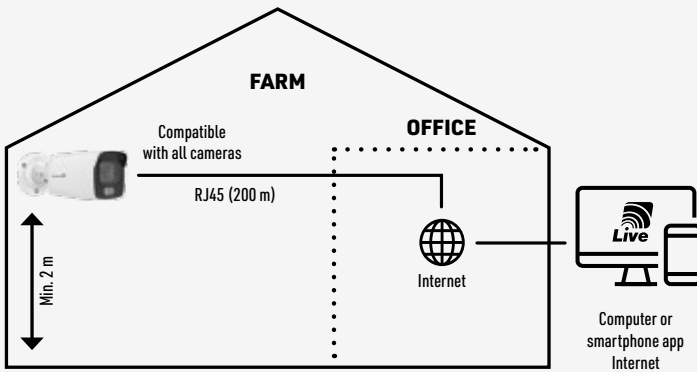 FARM
OFFICE
Compatible
with all cameras
RJ45 (200 m)
Min. 2 m
Internet
Live
Computer or
smartphone app
Internet